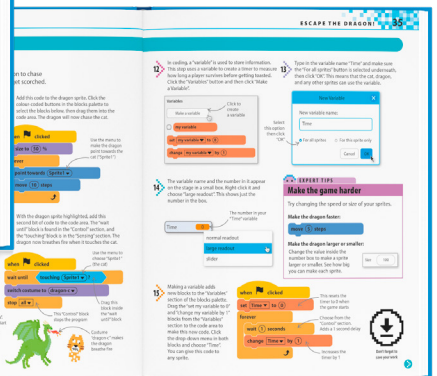 ESCAPE THE DRAGON! 35
n to chase
et scorched.
Add this code to the dragon sprite. Click the
colour-coded buttons in the blocks palette to
select the blocks below, then drag them into the
code area. The dragon will now chase the cat.
en clicked
size to 50 %
ever
point towards Sprite1
move 10 steps
Use the menu to
make the dragon
point towards the
cat ("Sprite1")
With the dragon sprite highlighted, add this
second bit of code to the code area. The "wait
until" block is found in the "Control" section, and
the "touching" block is in the "Sensing" section. The
dragon now breathes fire when it touches the cat.
Use the menu to
choose "Sprite1"
(the cat)
when clicked
wait until touching Sprite1 ?
switch costume to dragon-c
stop all
This "Control" block
stops the program
Drag this
block inside
the "wait
until" block
Costume
"dragon-c" makes
the dragon
breathe fire
12
In coding, a "variable" is used to store information.
This step uses a variable to create a timer to measure
how long a player survives before getting toasted.
Click the "Variables" button and then click "Make
a Variable".
Variables
Make a variable
my variable
set my variable to 0
change my variable by 1
Click to
create
a variable
13
Type in the variable name "Time" and make sure
the "For all sprites" button is selected underneath,
then click "OK". This means that the cat, dragon,
and any other sprites can use the variable.
Select
this option
then click
"OK"
New Variable
New variable name:
Time
For all sprites For this sprite only
Cancel OK
14
The variable name and the number in it appear
on the stage in a small box. Right click it and
choose "large readout". This shows just the
number in the box.
Time 0
The number in your
"Time" variable
normal readout
large readout
slider
EXPERT TIPS
Make the game harder
Try changing the speed or size of your sprites.
Make the dragon faster:
move 3 steps
Make the dragon larger or smaller:
Change the value inside the
number box to make a sprite
larger or smaller. See how big
you can make each sprite.
15
Making a variable adds
new blocks to the "Variables"
section of the blocks palette.
Drag the "set my variable to 0"
and "change my variable by 1"
blocks from the "Variables"
section to the code area to
make this new code. Click
the drop-down menu in both
blocks and choose "Time".
You can give this code to
any sprite.
when clicked
set Time to 0
forever
wait 1 seconds
change Time by 1
This resets the
timer to 0 when
the game starts
Choose from the
"Control" section.
Adds a 1 second delay
Increases the
timer by 1
Don't forget to
save your work